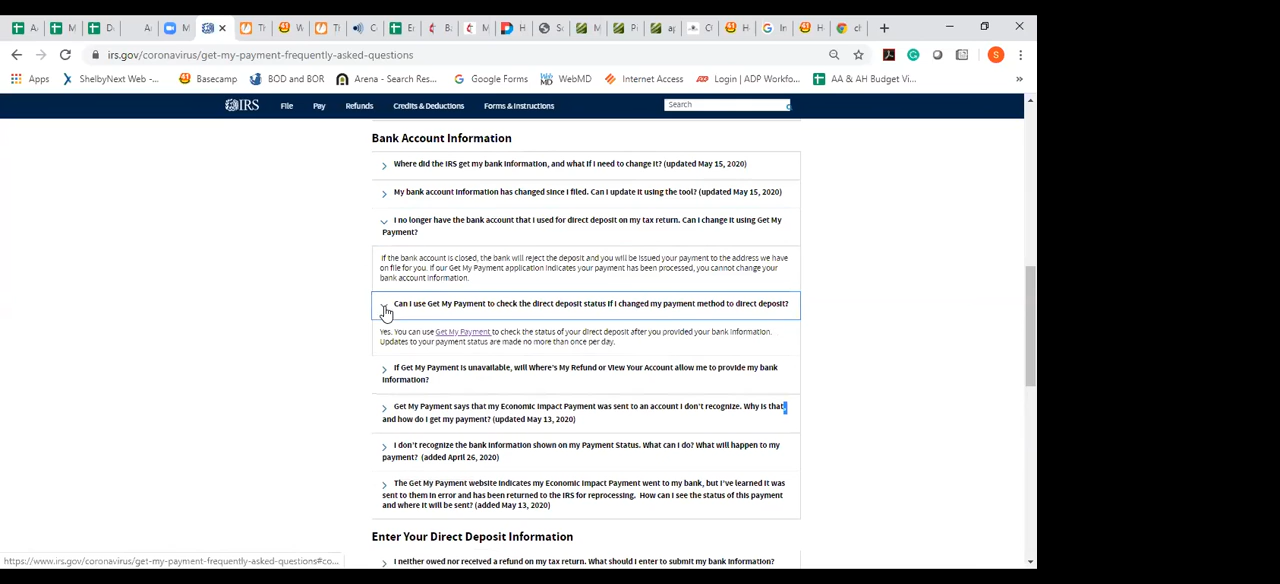 irs.gov/coronavirus/get-my-payment-frequently-asked-questions
S
Apps ShelbyNext Web -... Basecamp BOD and BOR Arena - Search Res... Google Forms WebMD Internet Access Login | ADP Workfo... AA & AH Budget Vi... »
IRS File Pay Refunds Credits & Deductions Forms & Instructions Search
Bank Account Information
Where did the IRS get my bank information, and what if I need to change it? (updated May 15, 2020)
My bank account information has changed since I filed. Can I update it using the tool? (updated May 15, 2020)
I no longer have the bank account that I used for direct deposit on my tax return. Can I change it using Get My
Payment?
If the bank account is closed, the bank will reject the deposit and you will be issued your payment to the address we have
on file for you. If our Get My Payment application indicates your payment has been processed, you cannot change your
bank account information.
Can I use Get My Payment to check the direct deposit status if I changed my payment method to direct deposit?
Yes. You can use Get My Payment to check the status of your direct deposit after you provided your bank information.
Updates to your payment status are made no more than once per day.
If Get My Payment is unavailable, will Where's My Refund or View Your Account allow me to provide my bank
information?
Get My Payment says that my Economic Impact Payment was sent to an account I don't recognize. Why is that,
and how do I get my payment? (updated May 13, 2020)
I don't recognize the bank information shown on my Payment Status. What can I do? What will happen to my
payment? (added April 26, 2020)
The Get My Payment website indicates my Economic Impact Payment went to my bank, but I've learned it was
sent to them in error and has been returned to the IRS for reprocessing. How can I see the status of this payment
and where it will be sent? (added May 13, 2020)
Enter Your Direct Deposit Information
I neither owed nor received a refund on my tax return. What should I enter to submit my bank information?
https://www.irs.gov/coronavirus/get-my-payment-frequently-asked-questions#co...